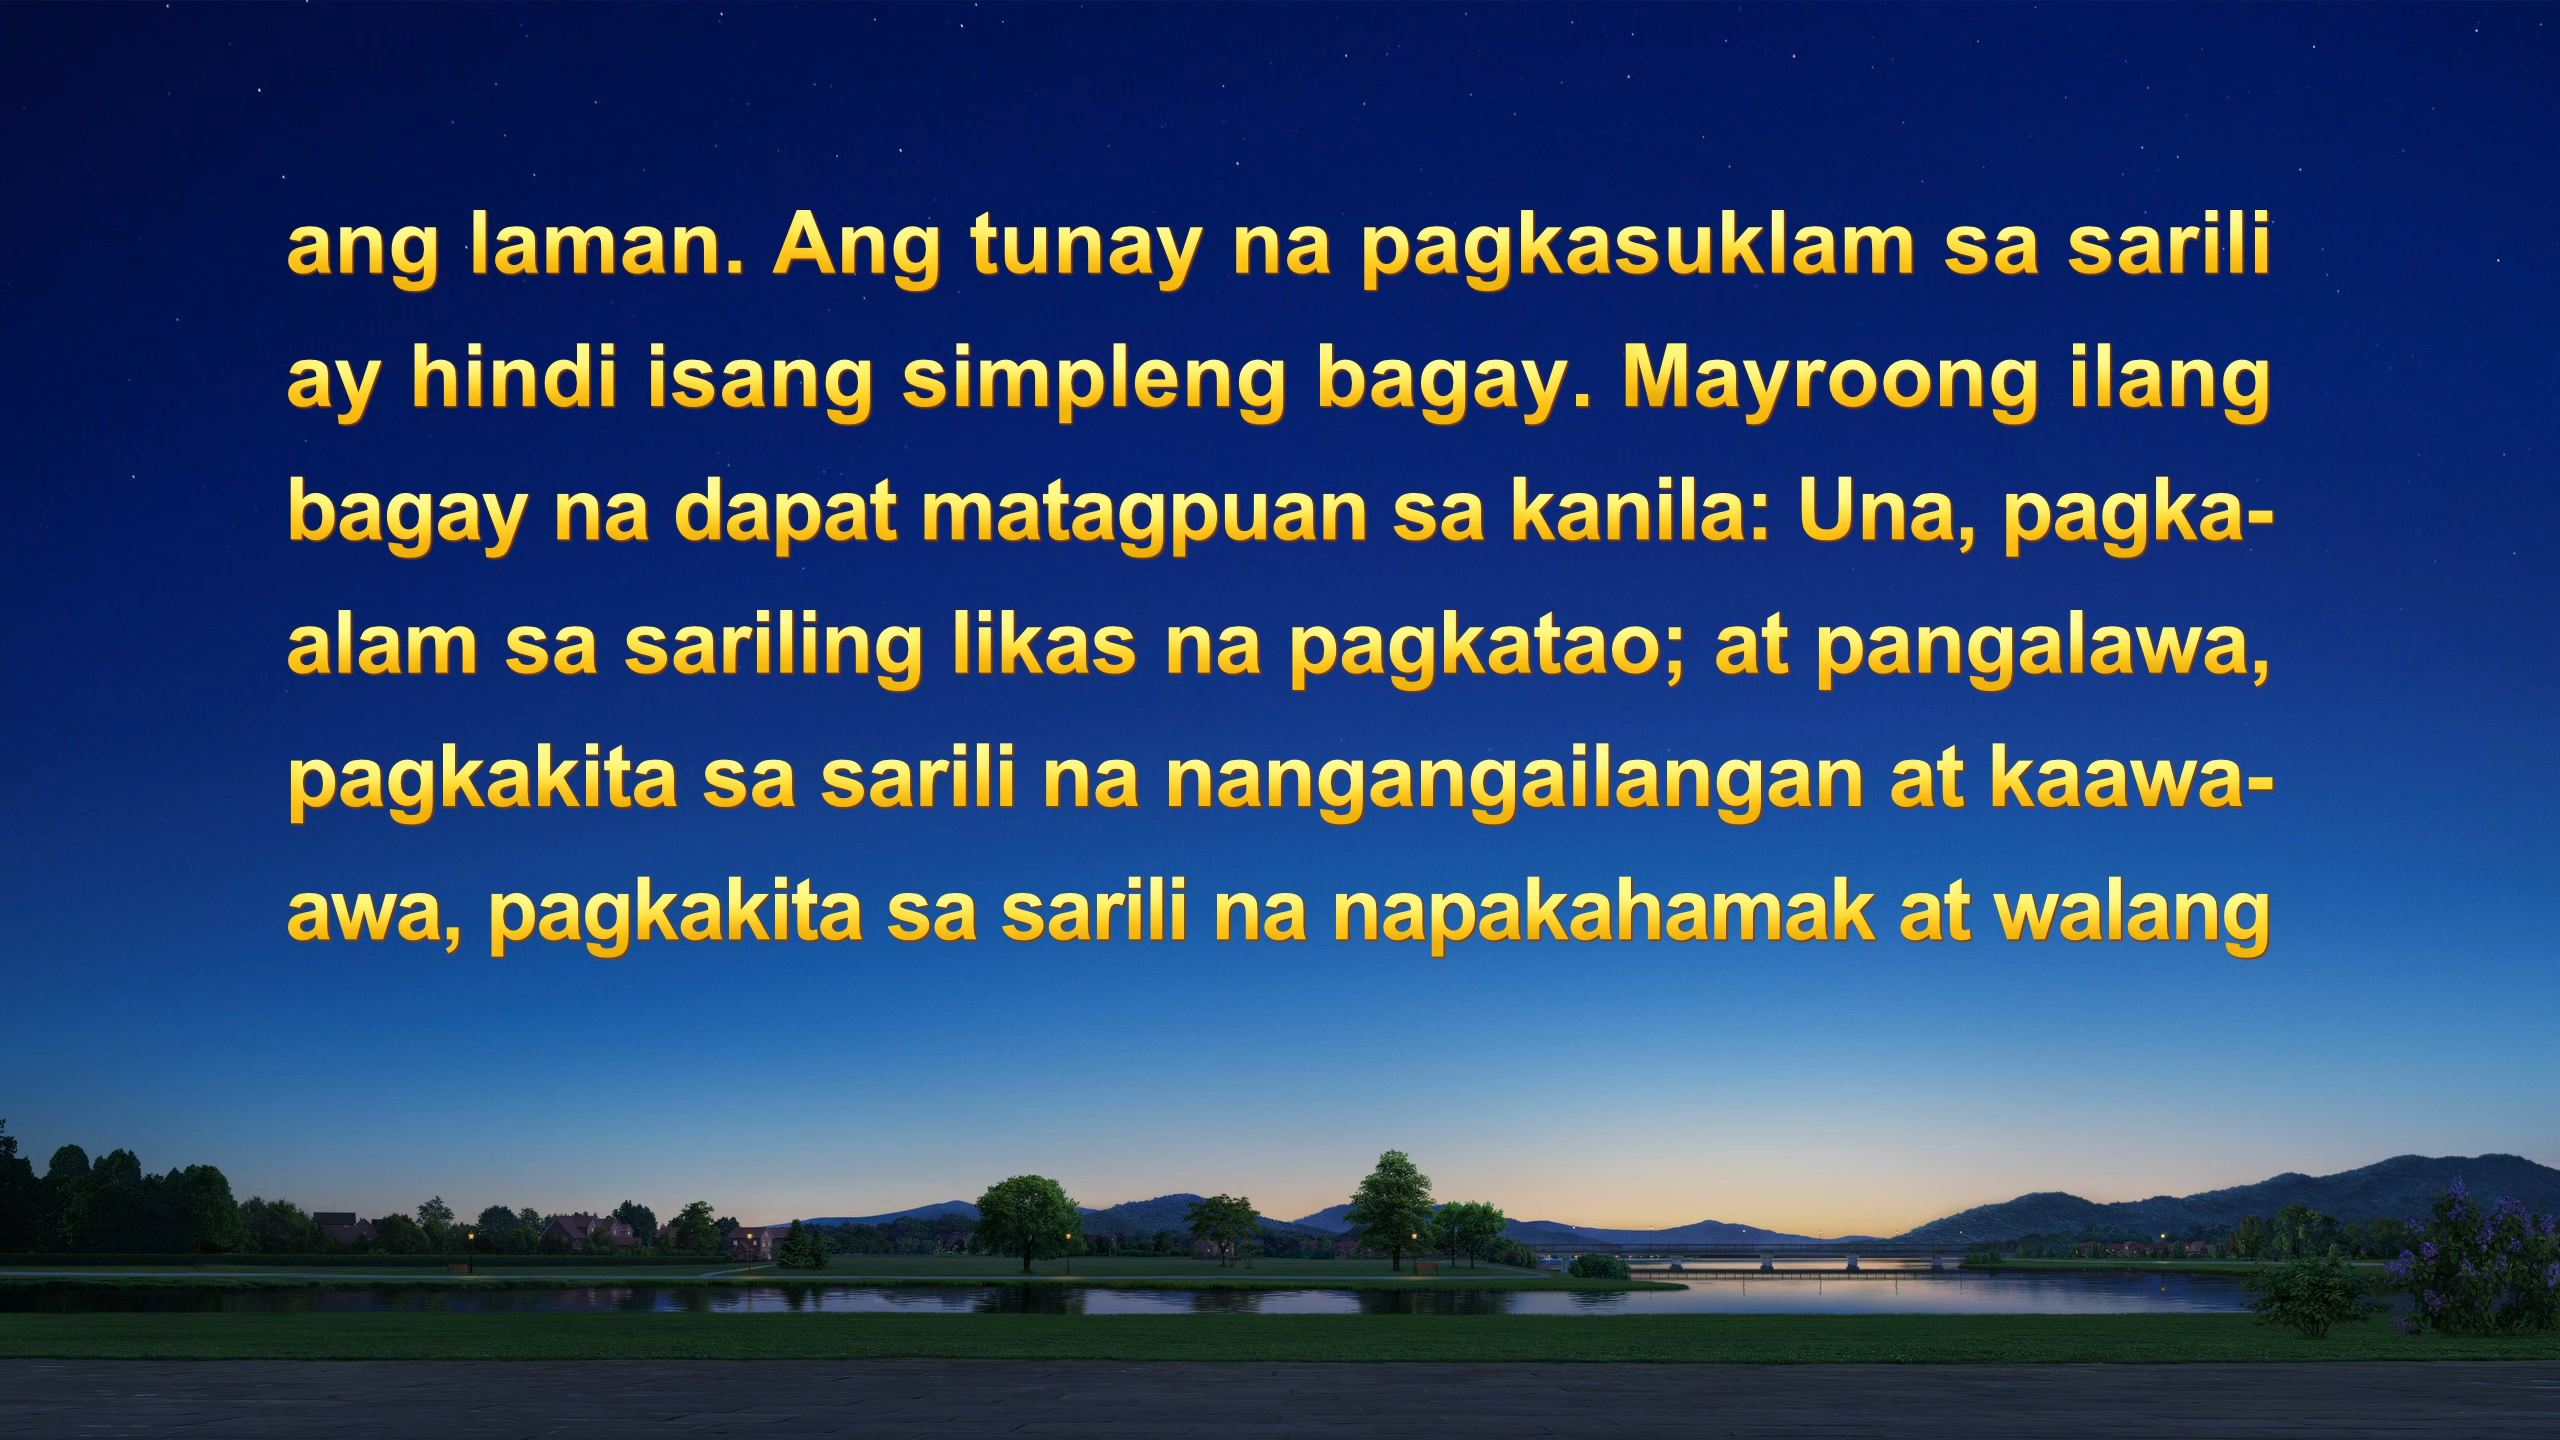 ang laman. Ang tunay na pagkasuklam sa sarili
ay hindi isang simpleng bagay. Mayroong ilang
bagay na dapat matagpuan sa kanila: Una, pagka-
alam sa sariling likas na pagkatao; at pangalawa,
pagkakita sa sarili na nangangailangan at kaawa-
awa, pagkakita sa sarili na napakahamak at walang